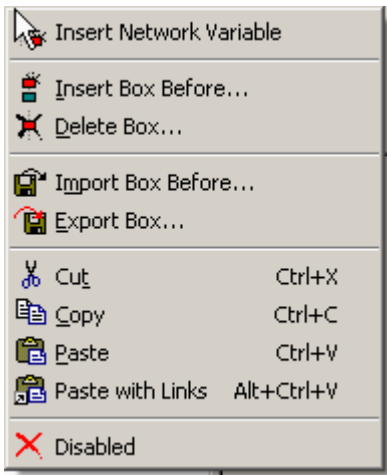 Insert Network Variable
Insert Box Before...
Delete Box...
Import Box Before...
Export Box...
Cut Ctrl+X
Copy Ctrl+C
Paste Ctrl+V
Paste with Links Alt+Ctrl+V
Disabled